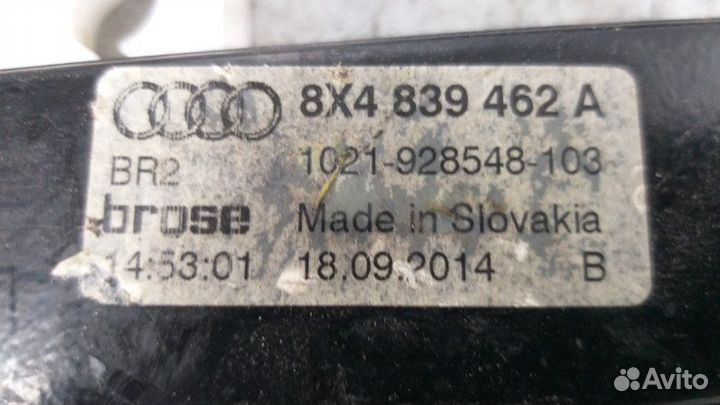 8X4 839 462 A
BR2 1021-928548-103
brose Made in Slovakia
14:53:01 18.09.2014 B
Avito